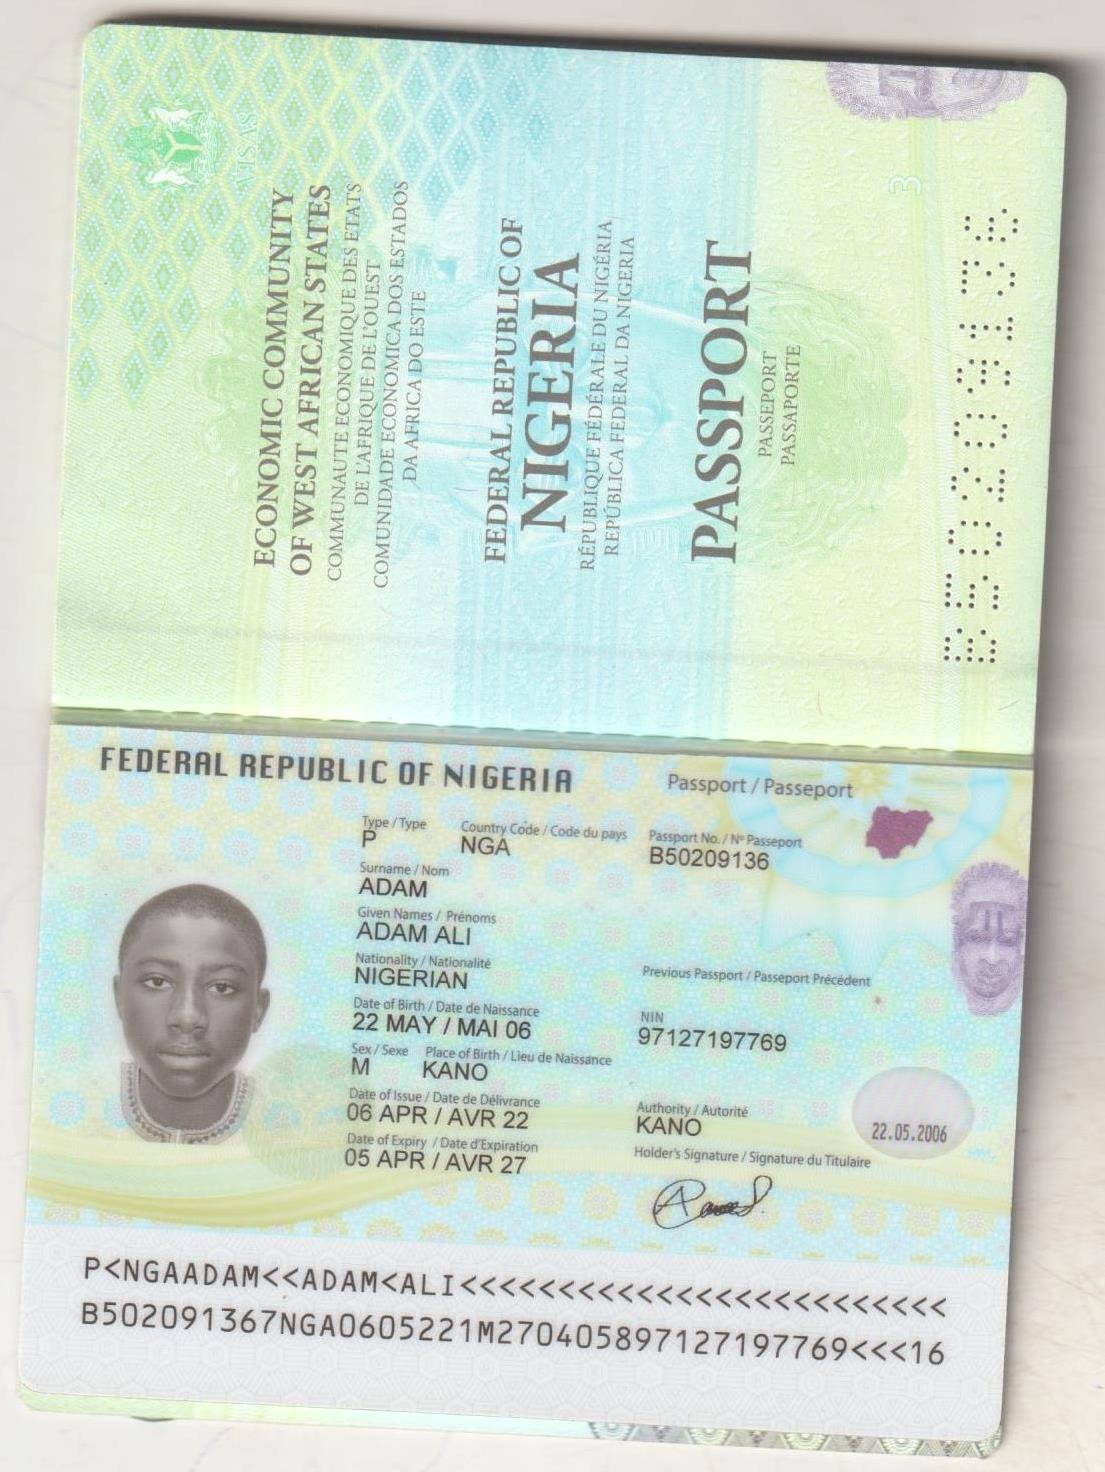 VISAS
3
ECONOMIC COMMUNITY
OF WEST AFRICAN STATES
COMMUNAUTE ECONOMIQUE DES ETATS
DE L'AFRIQUE DE L'OUEST
COMUNIDADE ECONOMICA DOS ESTADOS
DA AFRICA DO ESTE
FEDERAL REPUBLIC OF
NIGERIA
RÉPUBLIQUE FÉDÉRALE DU NIGÉRIA
REPÚBLICA FEDERAL DA NIGERIA
PASSPORT
PASSEPORT
PASSAPORTE
B50209136
FEDERAL REPUBLIC OF NIGERIA
Passport / Passeport
Type / Type Country Code / Code du pays Passport No. / Nº Passeport
P NGA B50209136
Surname / Nom
ADAM
Given Names / Prénoms
ADAM ALI
Nationality / Nationalité Previous Passport / Passeport Précédent
NIGERIAN
Date of Birth / Date de Naissance NIN
22 MAY / MAI 06 97127197769
Sex / Sexe Place of Birth / Lieu de Naissance
M KANO
Date of Issue / Date de Délivrance Authority / Autorité
06 APR / AVR 22 KANO
22.05.2006
Date of Expiry / Date d'Expiration Holder's Signature / Signature du Titulaire
05 APR / AVR 27
P<NGAADAM<<ADAM<ALI<<<<<<<<<<<<<<<<<<<<<<<<<
B502091367NGA0605221M270405897127197769<<<16